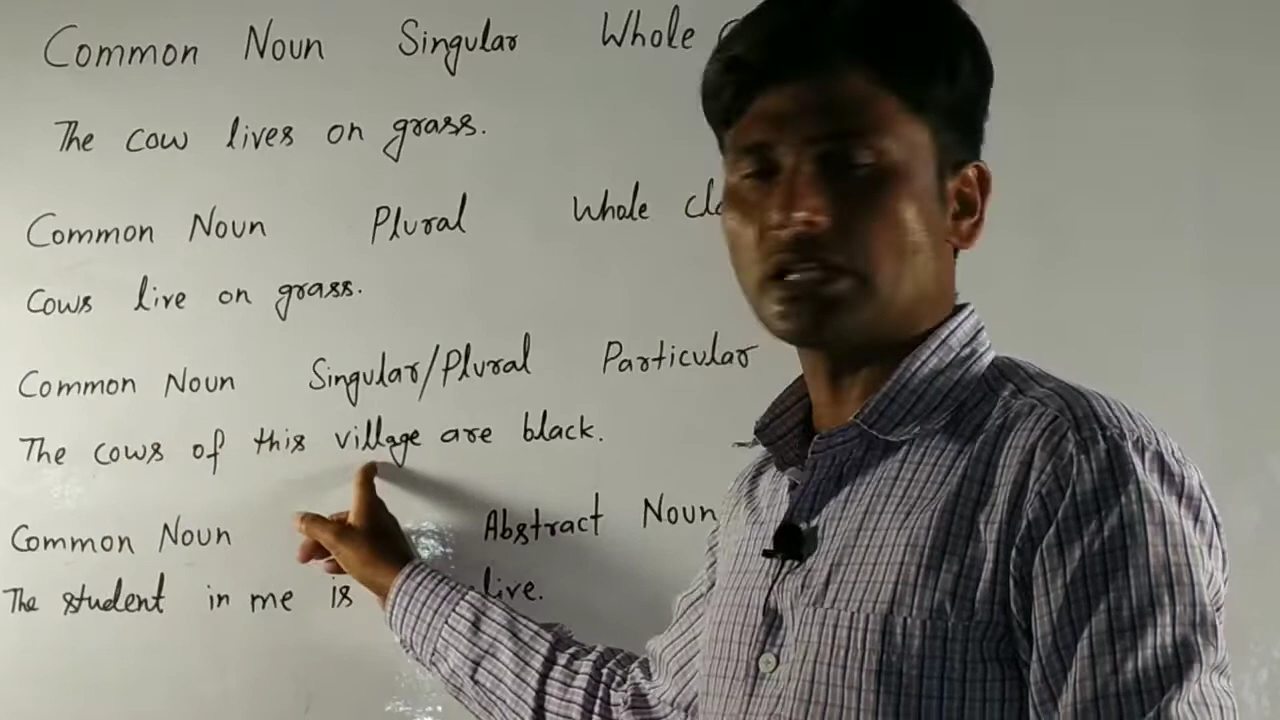 Common Noun Singular Whole
The cow lives on grass.
Common Noun Plural Whole
Cows live on grass.
Common Noun Singular/Plural Particular
The cows of this village are black.
Common Noun Abstract Noun
The student in me is